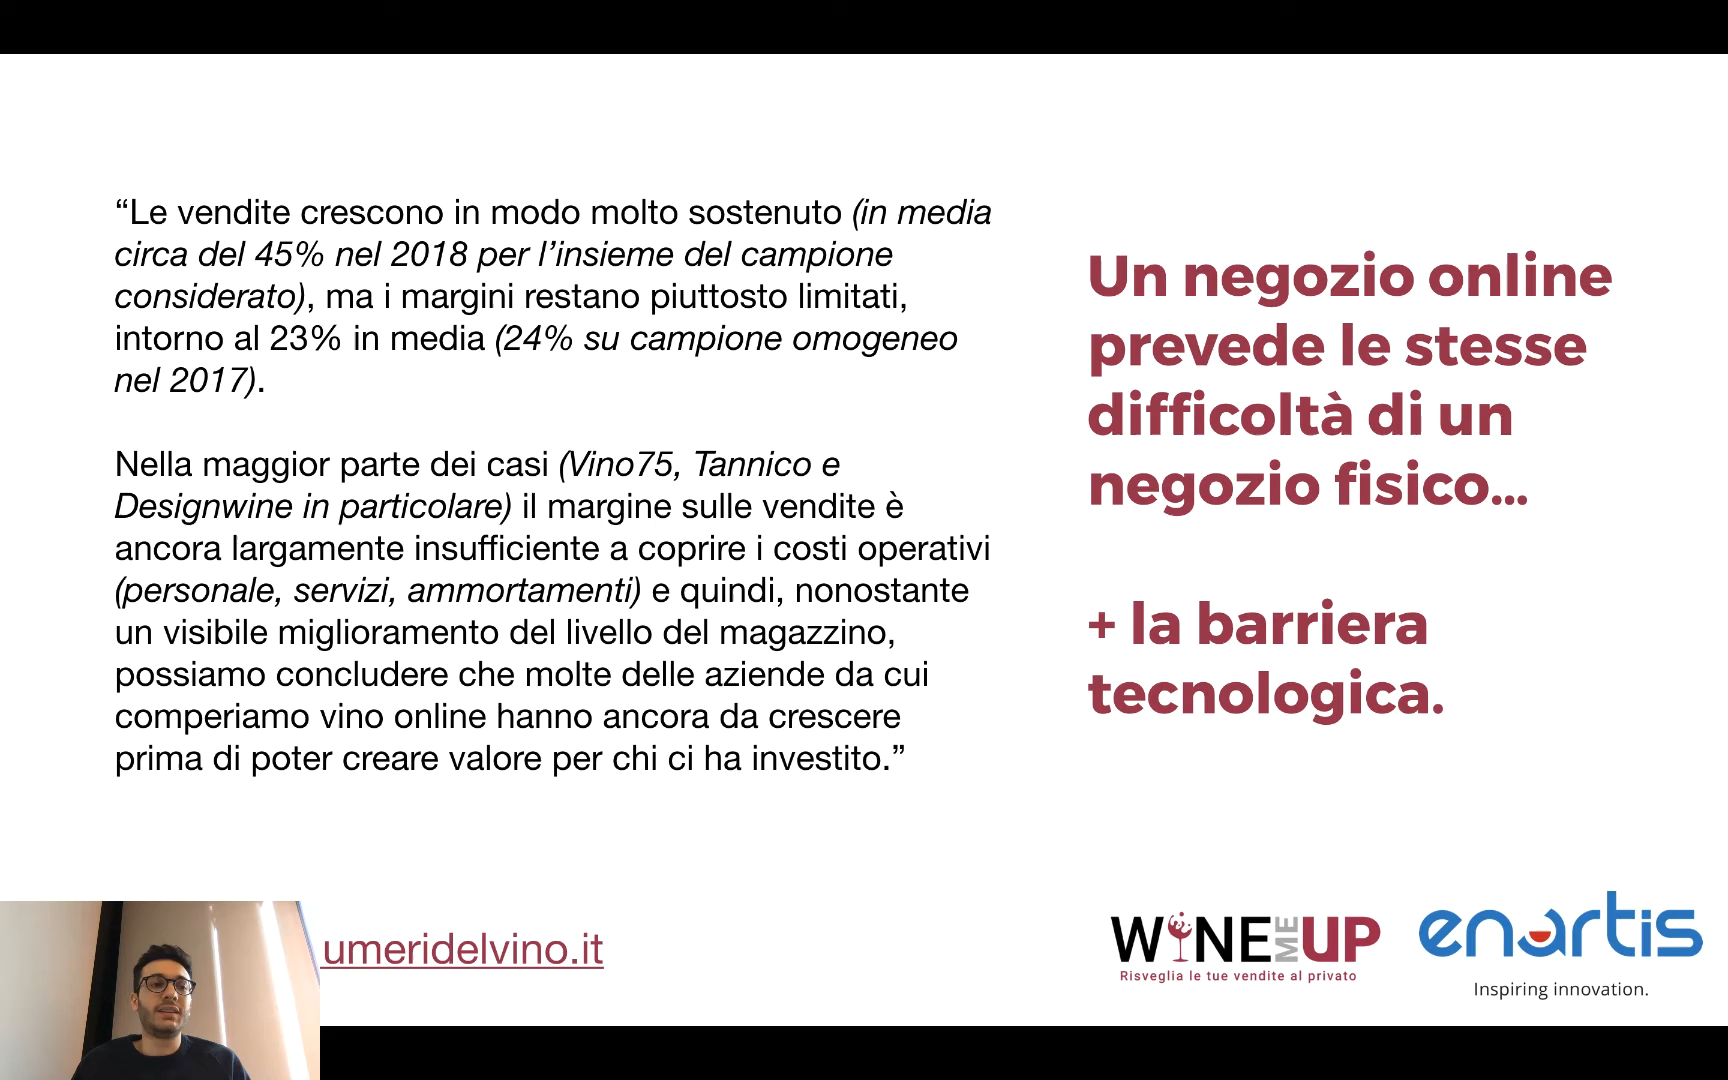 “Le vendite crescono in modo molto sostenuto (in media
circa del 45% nel 2018 per l’insieme del campione
considerato), ma i margini restano piuttosto limitati,
intorno al 23% in media (24% su campione omogeneo
nel 2017).
Nella maggior parte dei casi (Vino75, Tannico e
Designwine in particolare) il margine sulle vendite è
ancora largamente insufficiente a coprire i costi operativi
(personale, servizi, ammortamenti) e quindi, nonostante
un visibile miglioramento del livello del magazzino,
possiamo concludere che molte delle aziende da cui
comperiamo vino online hanno ancora da crescere
prima di poter creare valore per chi ci ha investito.”
Un negozio online
prevede le stesse
difficoltà di un
negozio fisico...
+ la barriera
tecnologica.
umeridelvino.it
WINE ME UP
Risveglia le tue vendite al privato
enartis
Inspiring innovation.